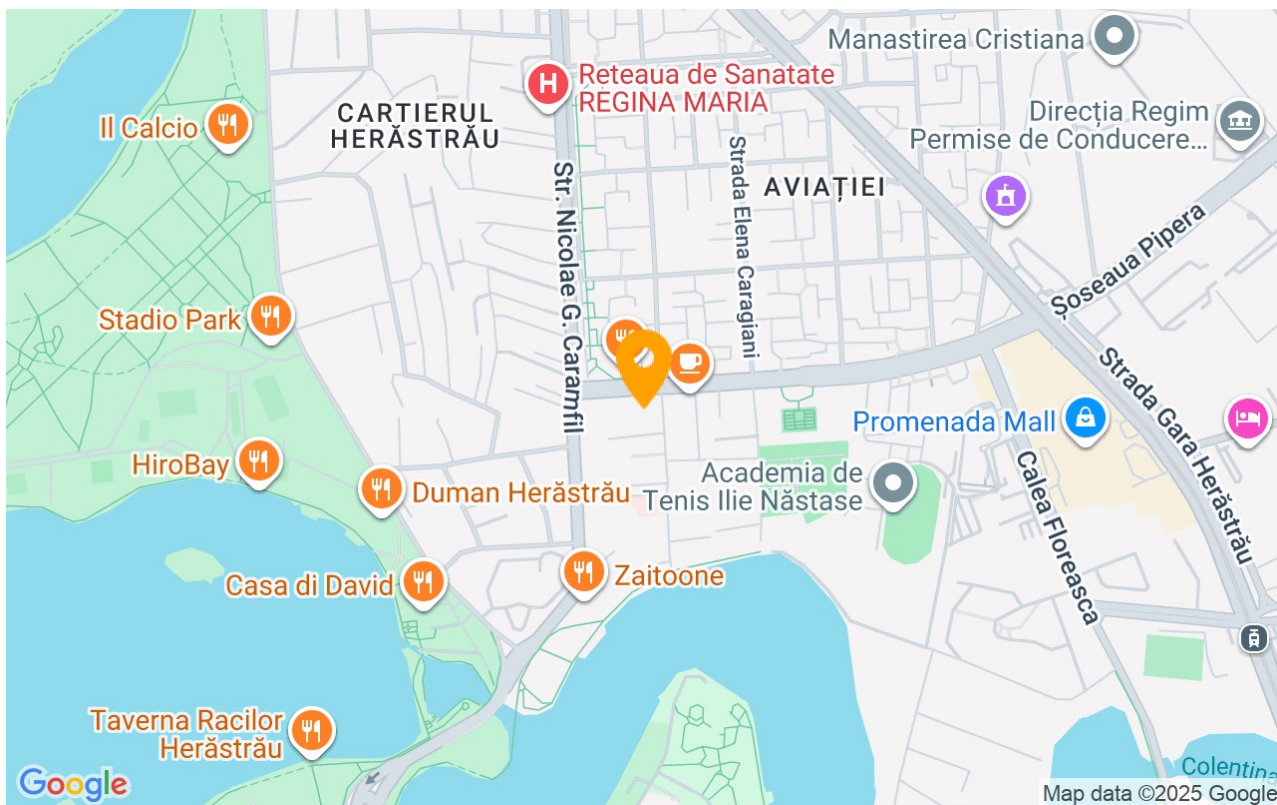 Manastirea Cristiana
Reteaua de Sanatate
REGINA MARIA
H
CARTIERUL
HERĂSTRĂU
Il Calcio
Direcția Regim
Permise de Conducere...
Strada Elena Caragiani
AVIAȚIEI
Str. Nicolae G. Caramfil
Șoseaua Pipera
Stadio Park
Strada Gara Herăstrău
Promenada Mall
HiroBay
Duman Herăstrău
Academia de
Tenis Ilie Năstase
Calea Floreasca
Casa di David
Zaitoone
Taverna Racilor
Herăstrău
Colentina
Google
Map data ©2025 Google